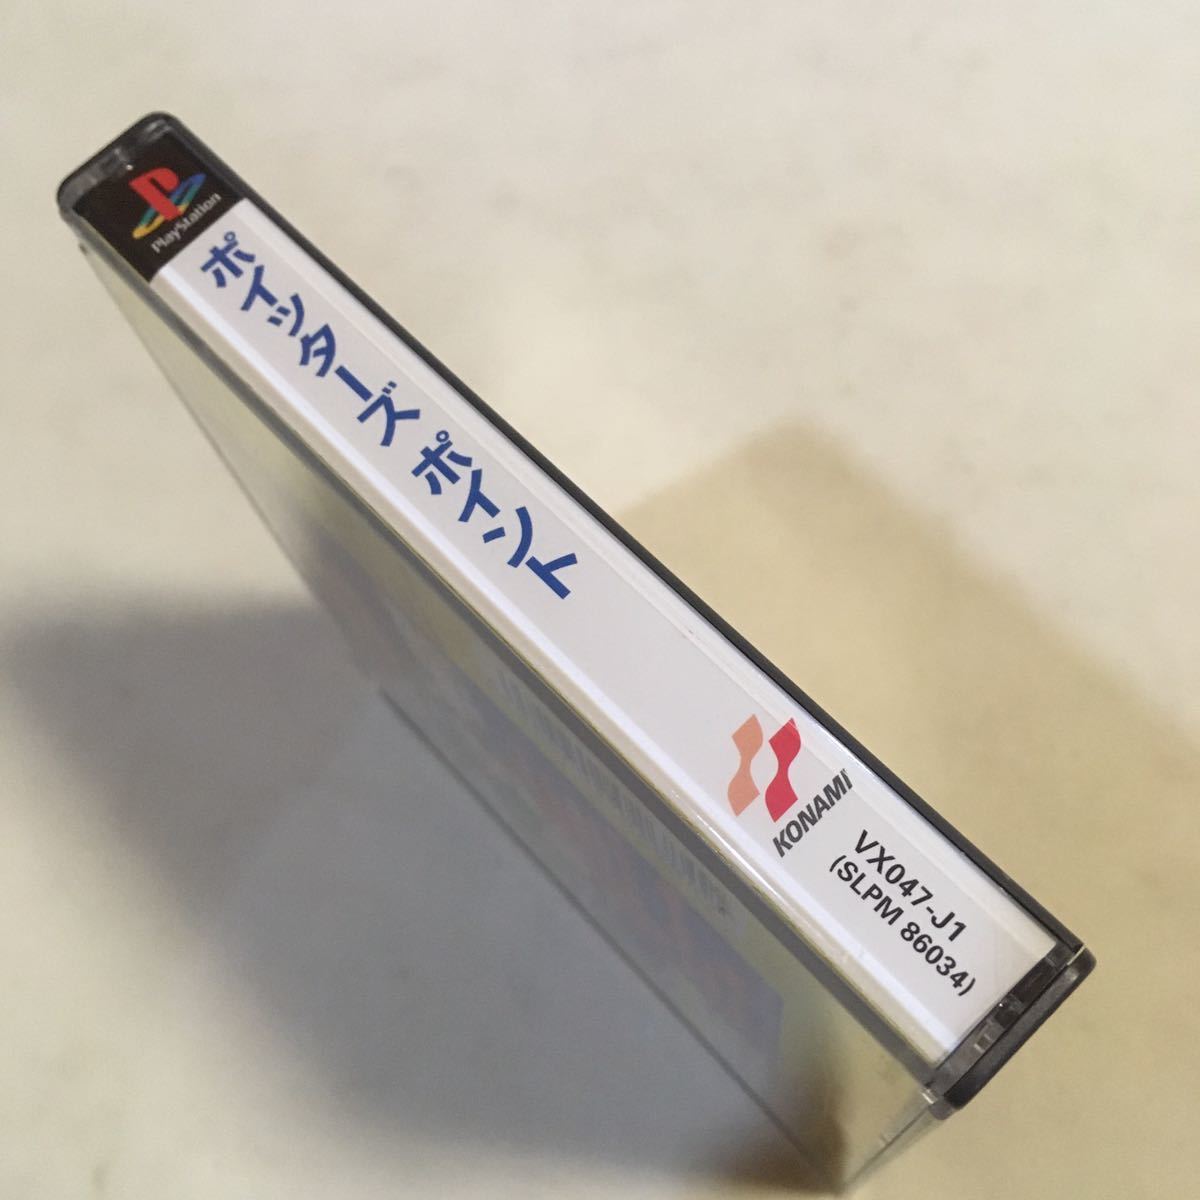 PlayStation
ポイッターズ ポイント
KONAMI
VX047-J1
(SLPM 86034)